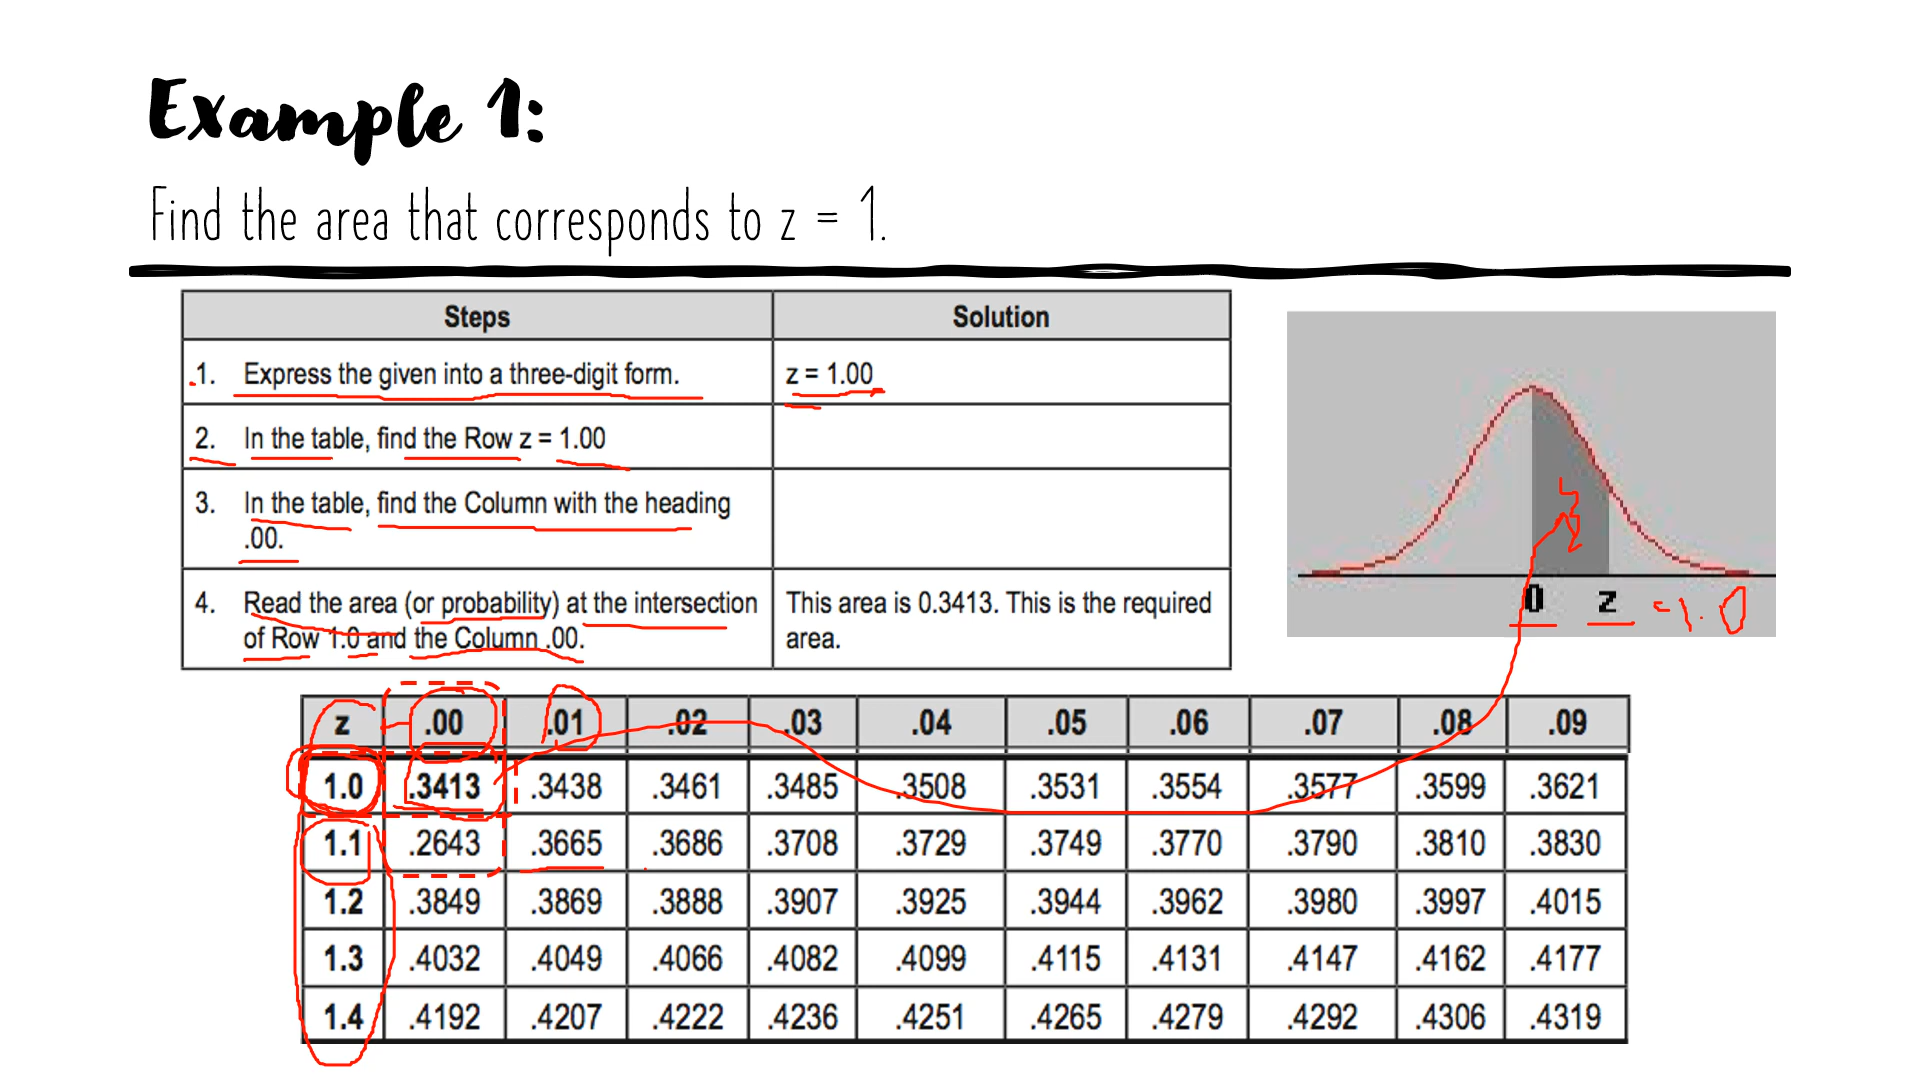 Example 1:
Find the area that corresponds to z = 1.
Steps Solution
1. Express the given into a three-digit form. z = 1.00
2. In the table, find the Row z = 1.00
3. In the table, find the Column with the heading
.00.
4. Read the area (or probability) at the intersection This area is 0.3413. This is the required
of Row 1.0 and the Column .00. area.
0 z = 1.0
z .00 .01 .02 .03 .04 .05 .06 .07 .08 .09
1.0 .3413 .3438 .3461 .3485 .3508 .3531 .3554 .3577 .3599 .3621
1.1 .2643 .3665 .3686 .3708 .3729 .3749 .3770 .3790 .3810 .3830
1.2 .3849 .3869 .3888 .3907 .3925 .3944 .3962 .3980 .3997 .4015
1.3 .4032 .4049 .4066 .4082 .4099 .4115 .4131 .4147 .4162 .4177
1.4 .4192 .4207 .4222 .4236 .4251 .4265 .4279 .4292 .4306 .4319